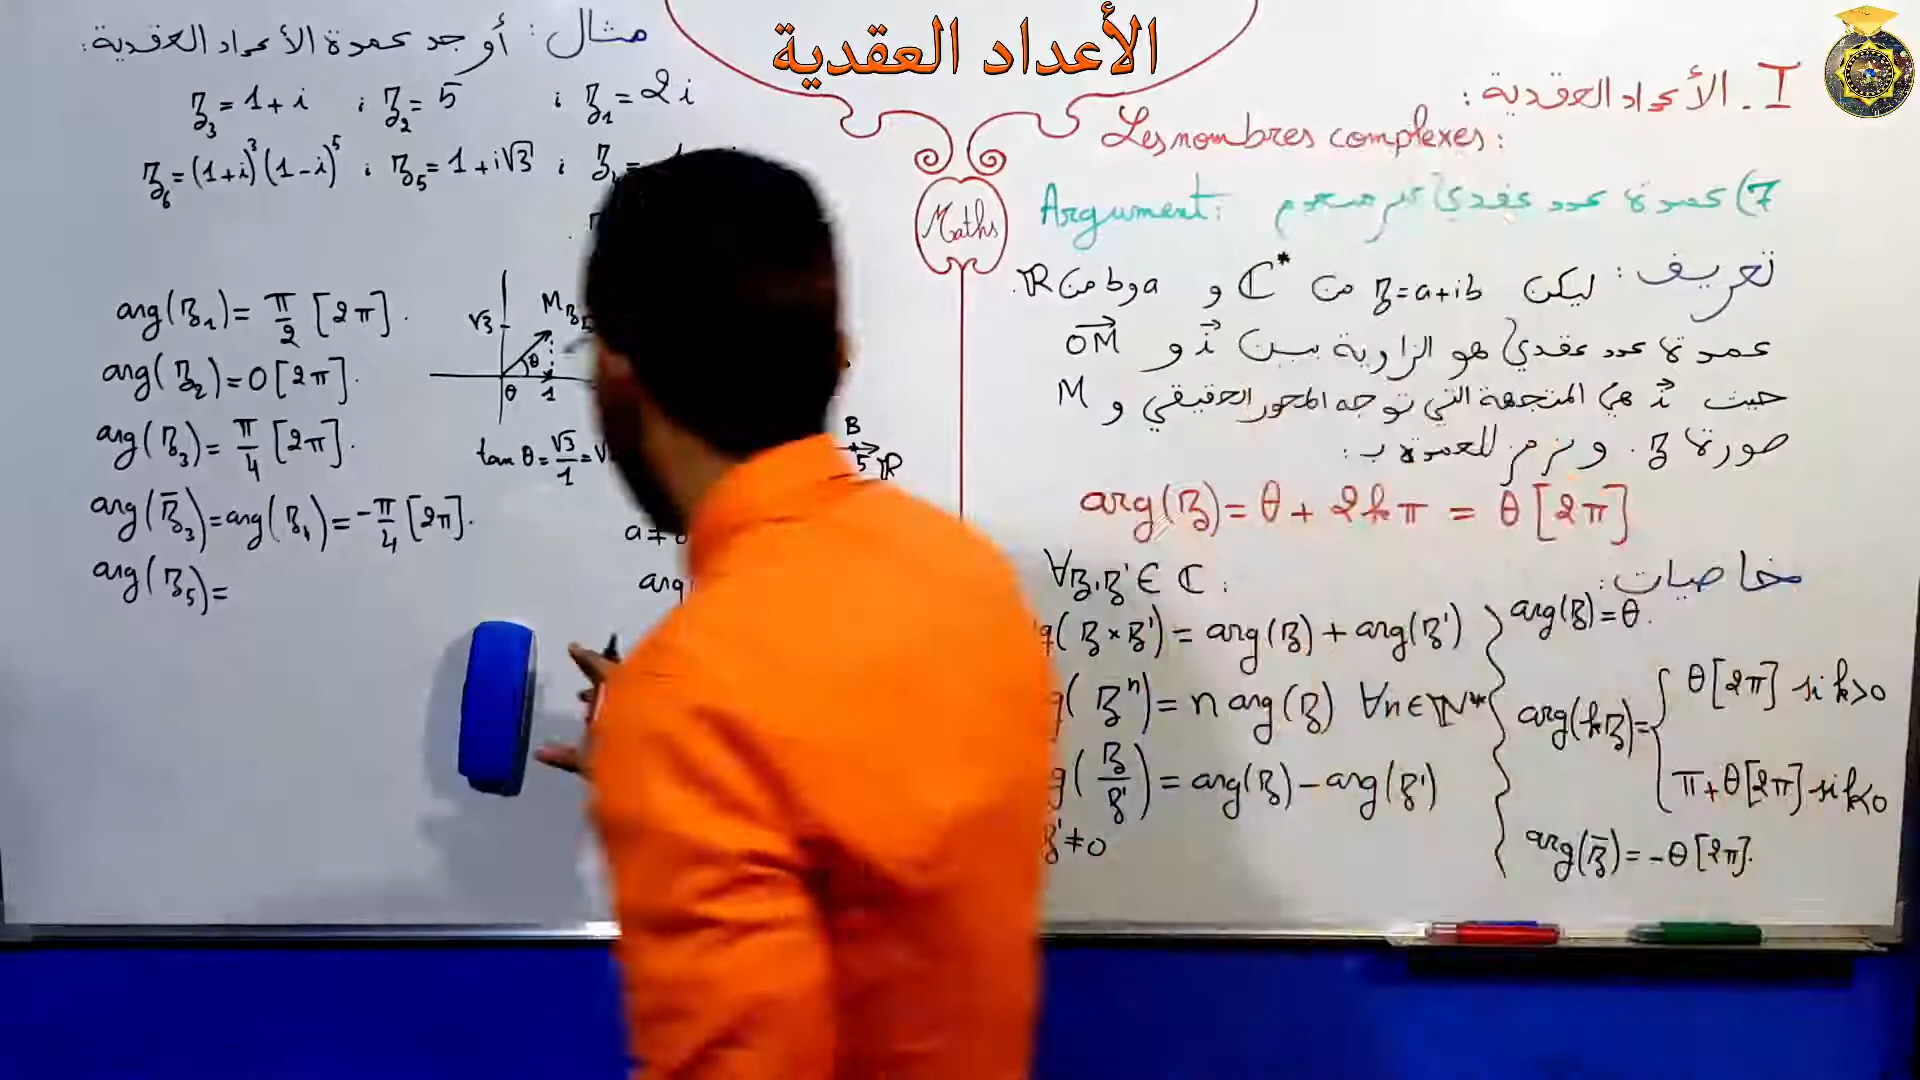 الأعداد العقدية
I. الأعداد العقدية:
Les nombres complexes:
7) عمدة عدد عقدي غير منعدم Argument:
تعريف: ليكن z=a+ib من ℂ* و a و b من ℝ.
عمدة عدد عقدي هو الزاوية بين i⃗ و OM⃗
حيث i⃗ هي المتجهة التي توجه المحور الحقيقي و M
صورة z. و نرمز للعمدة ب:
arg(z) = θ + 2kπ = θ [2π]
خاصيات:
∀z,z' ∈ ℂ:
(z×z') = arg(z) + arg(z')
(zⁿ) = n arg(z) ∀n∈ℕ*
(z/z') = arg(z) − arg(z')
z'≠0
arg(z)=θ.
arg(kz)= { θ[2π] si k>0
π+θ[2π] si k<0
arg(z̄)=-θ[2π].
Maths
مثال: أوجد عمدة الأعداد العقدية:
z₁=2i ; z₂=5 ; z₃=1+i
z₅=1+i√3 ; z₆=(1+i)³(1-i)⁵
arg(z₁)= π/2 [2π].
arg(z₂)=0[2π].
arg(z₃)= π/4 [2π].
arg(z̄₃)=arg(z₄)=-π/4 [2π].
arg(z₅)=
√3
M
θ
θ 1
tan θ = √3/1 =
B
5 ℝ
a≠
arg